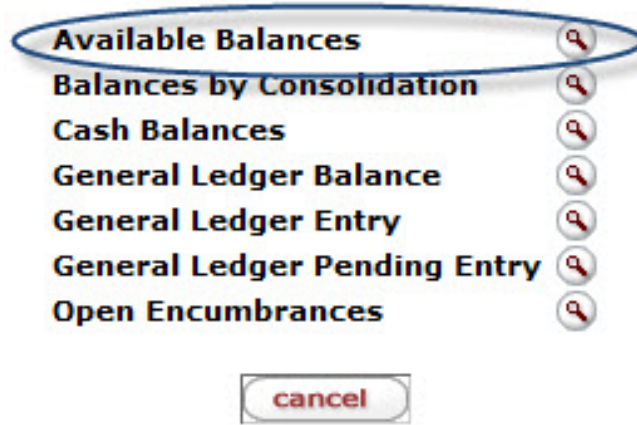 Available Balances
Balances by Consolidation
Cash Balances
General Ledger Balance
General Ledger Entry
General Ledger Pending Entry
Open Encumbrances
cancel